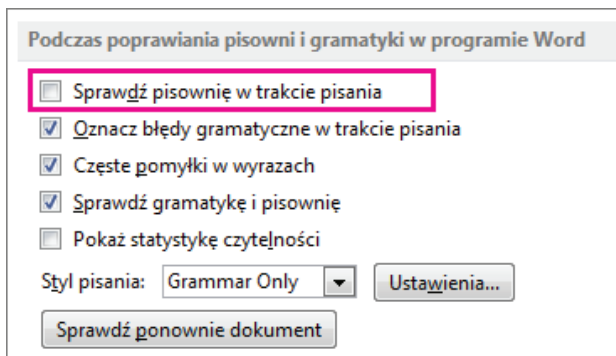 Podczas poprawiania pisowni i gramatyki w programie Word
Sprawdź pisownię w trakcie pisania
Oznacz błędy gramatyczne w trakcie pisania
Częste pomyłki w wyrazach
Sprawdź gramatykę i pisownię
Pokaż statystykę czytelności
Styl pisania: Grammar Only Ustawienia...
Sprawdź ponownie dokument